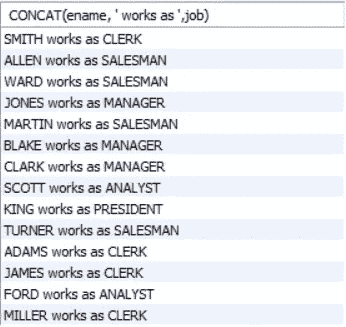 CONCAT(ename, ' works as ',job)
SMITH works as CLERK
ALLEN works as SALESMAN
WARD works as SALESMAN
JONES works as MANAGER
MARTIN works as SALESMAN
BLAKE works as MANAGER
CLARK works as MANAGER
SCOTT works as ANALYST
KING works as PRESIDENT
TURNER works as SALESMAN
ADAMS works as CLERK
JAMES works as CLERK
FORD works as ANALYST
MILLER works as CLERK